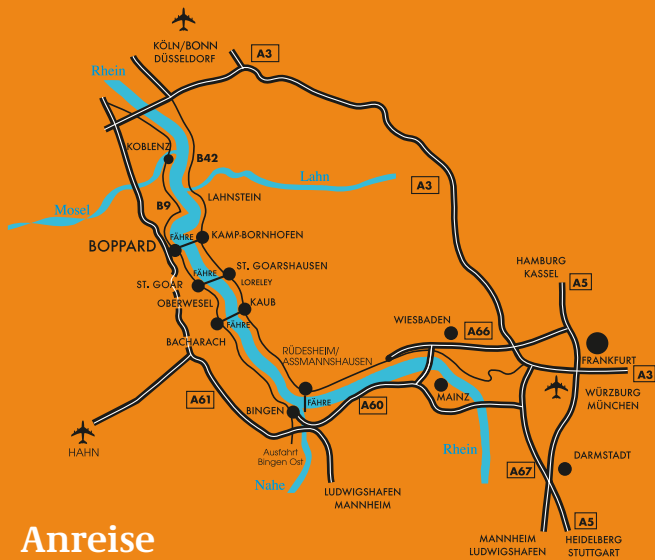 KÖLN/BONN
DÜSSELDORF
A3
Rhein
KOBLENZ
B42
Lahn
A3
Mosel
B9
LAHNSTEIN
FÄHRE
KAMP-BORNHOFEN
BOPPARD
HAMBURG
KASSEL
A5
ST. GOARSHAUSEN
FÄHRE
LORELEY
ST. GOAR
OBERWESEL
KAUB
FÄHRE
BACHARACH
WIESBADEN
A66
RÜDESHEIM/
ASSMANNSHAUSEN
FRANKFURT
A3
WÜRZBURG
MÜNCHEN
MAINZ
A61
FÄHRE
A60
BINGEN
HAHN
Ausfahrt
Bingen Ost
Rhein
Nahe
LUDWIGSHAFEN
MANNHEIM
DARMSTADT
A67
A5
MANNHEIM
LUDWIGSHAFEN
HEIDELBERG
STUTTGART
Anreise